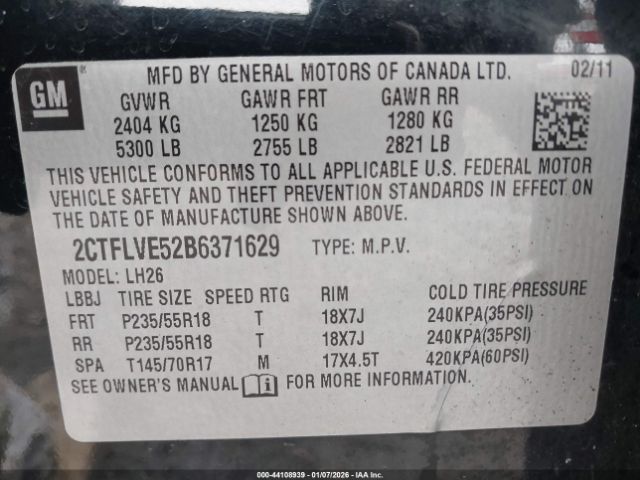 GM
MFD BY GENERAL MOTORS OF CANADA LTD. 02/11
GVWR GAWR FRT GAWR RR
2404 KG 1250 KG 1280 KG
5300 LB 2755 LB 2821 LB
THIS VEHICLE CONFORMS TO ALL APPLICABLE U.S. FEDERAL MOTOR
VEHICLE SAFETY AND THEFT PREVENTION STANDARDS IN EFFECT ON
THE DATE OF MANUFACTURE SHOWN ABOVE.
2CTFLVE52B6371629 TYPE: M.P.V.
MODEL: LH26
LBBJ TIRE SIZE SPEED RTG RIM COLD TIRE PRESSURE
FRT P235/55R18 T 18X7J 240KPA(35PSI)
RR P235/55R18 T 18X7J 240KPA(35PSI)
SPA T145/70R17 M 17X4.5T 420KPA(60PSI)
SEE OWNER'S MANUAL FOR MORE INFORMATION.
000-44108939 - 01/07/2026 - IAA Inc.